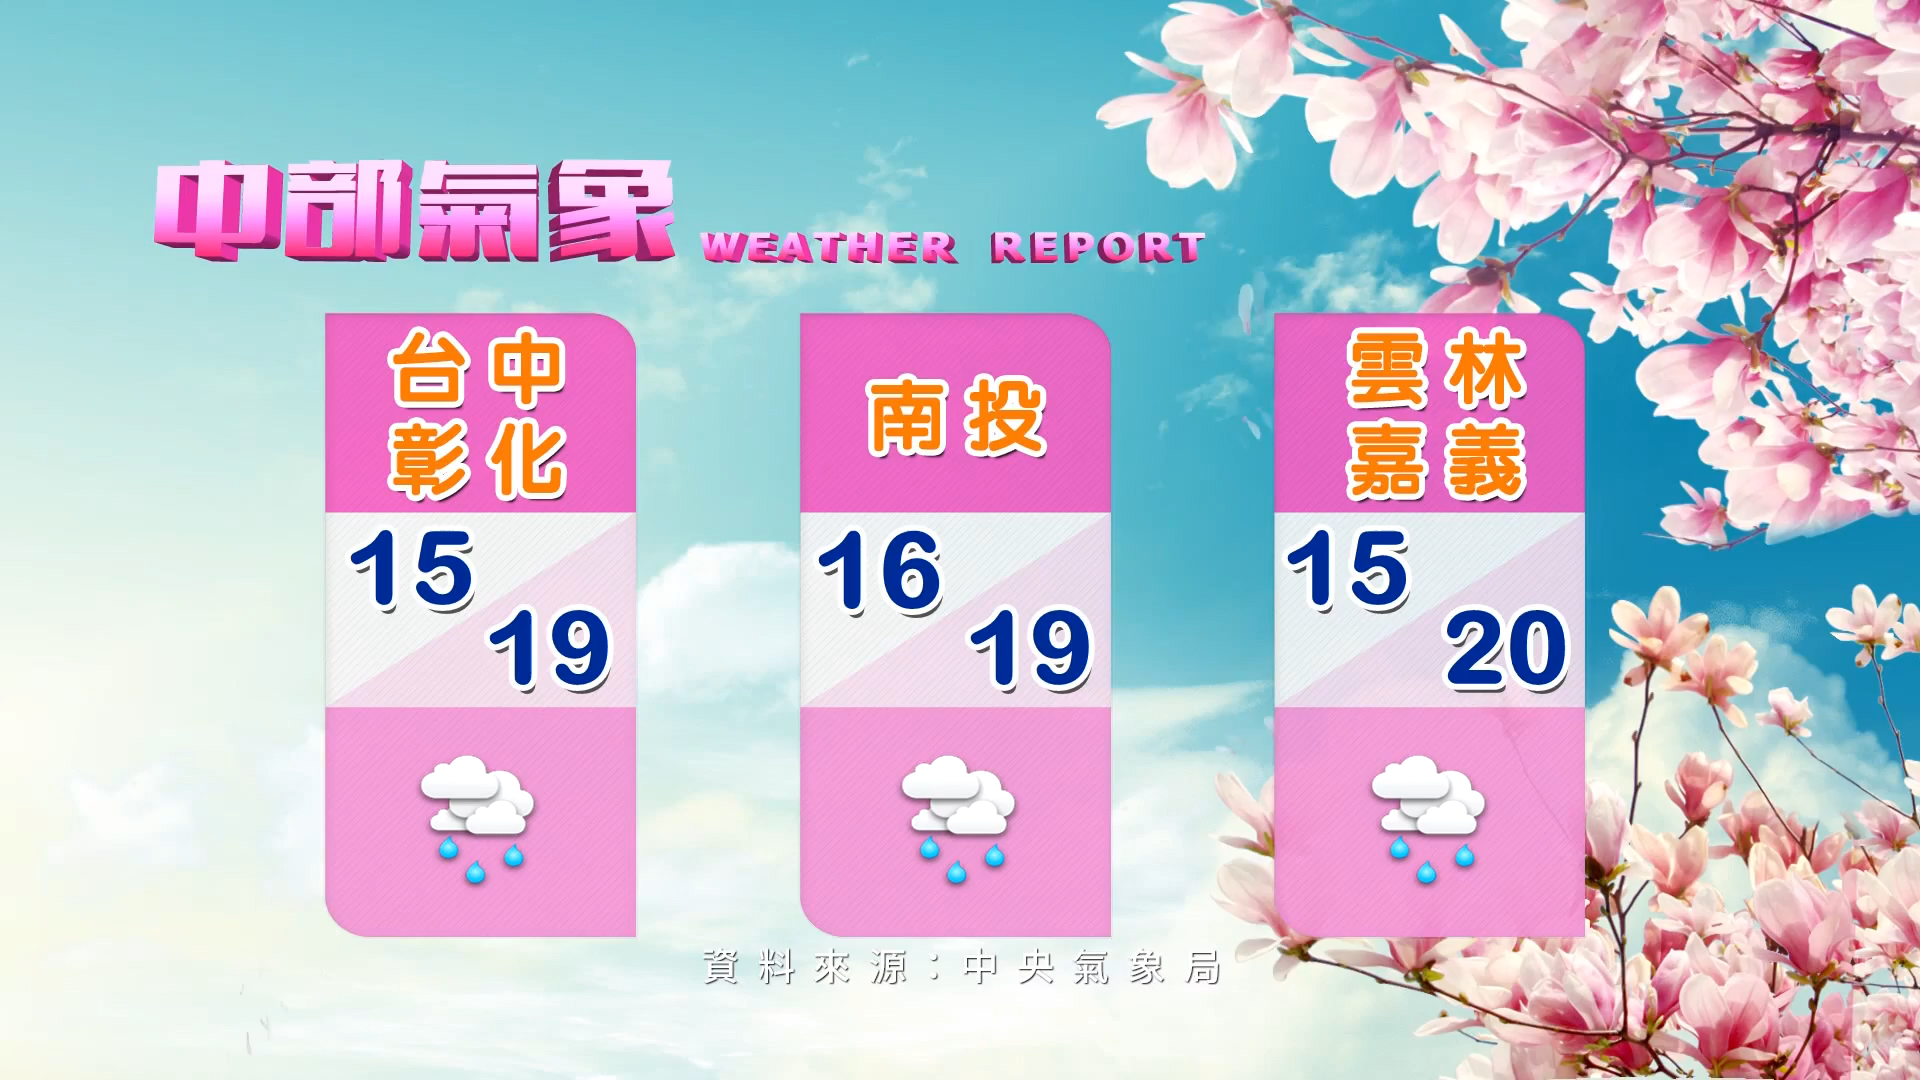 中部氣象 WEATHER REPORT
台中
彰化
15
19
南投
16
19
雲林
嘉義
15
20
資料來源：中央氣象局